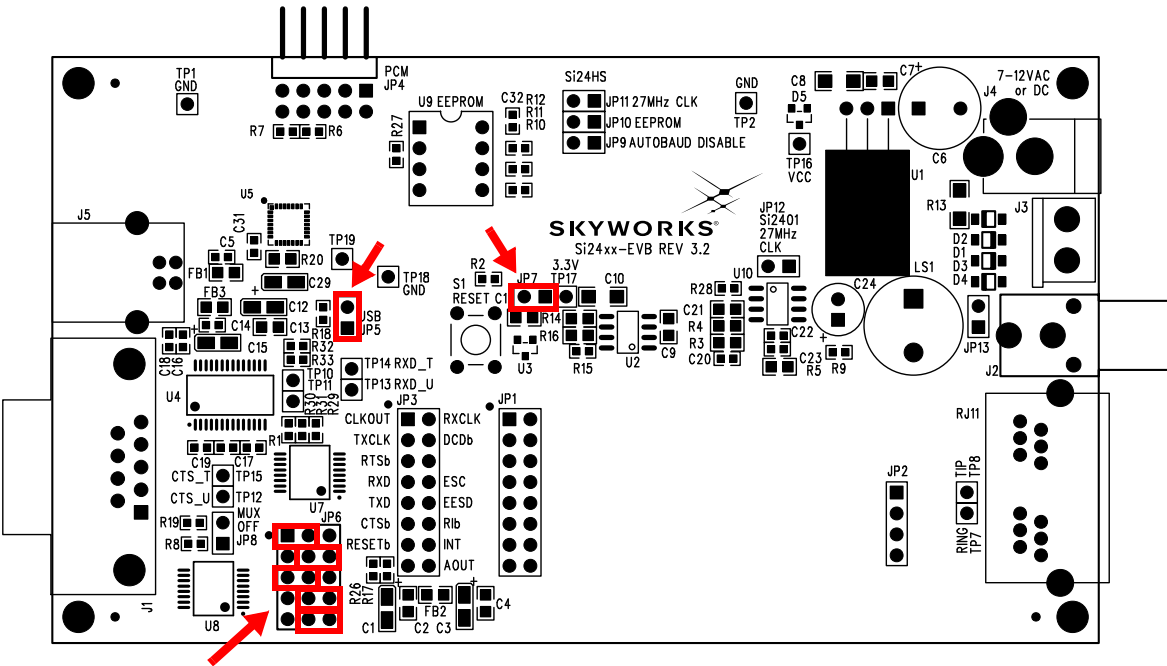 TP1
GND
PCM
JP4
R7
R6
R27
U9 EEPROM
C32
R12
R11
R10
Si24HS
JP11 27MHz CLK
JP10 EEPROM
JP9 AUTOBAUD DISABLE
GND
TP2
C8
D5
TP16
VCC
C7
+
7-12VAC
or DC
J4
C6
U1
R13
J3
D2
D1
D3
D4
SKYWORKS®
Si24xx-EVB REV 3.2
JP12
Si2401
27MHz
CLK
J5
U5
C31
C5
FB1
R20
C29
TP19
TP18
GND
FB3
+
C12
C14
C13
R18
USB
JP5
+
C15
C18
C16
R32
R33
TP10
TP11
TP14 RXD_T
TP13 RXD_U
U4
R30
R31
R29
R1
C19
C17
CTS_T
TP15
CTS_U
TP12
MUX
OFF
JP8
R19
R8
U7
JP6
U8
J1
S1
RESET
R2
JP7
3.3V
TP17
C10
C1
R14
R16
U3
R15
U2
C9
R28
U10
C21
R4
R3
C20
C22
C23
R5
C24
+
R9
LS1
JP13
J2
JP3
JP1
CLKOUT
RXCLK
TXCLK
DCDb
RTSb
RXD
ESC
TXD
EESD
CTSb
RIb
RESETb
INT
AOUT
R26
R17
+
C1
C2
FB2
C3
+
C4
JP2
TIP
TP8
RING
TP7
RJ11